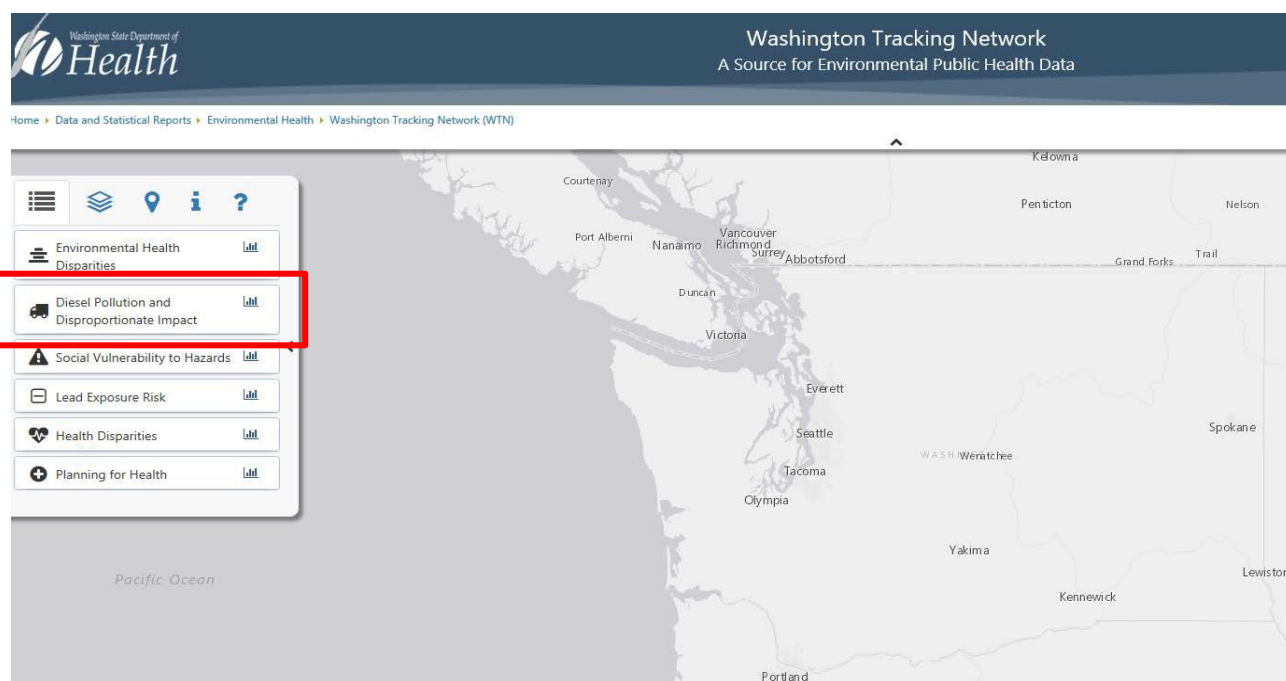 Washington State Department of
Health
Washington Tracking Network
A Source for Environmental Public Health Data
Home Data and Statistical Reports Environmental Health Washington Tracking Network (WTN)
i ?
Environmental Health
Disparities
Diesel Pollution and
Disproportionate Impact
Social Vulnerability to Hazards
Lead Exposure Risk
Health Disparities
Planning for Health
Kelowna
Courtenay
Penticton
Nelson
Port Alberni
Nanaimo
Vancouver
Richmond
Surrey
Abbotsford
Grand Forks
Trail
Duncan
Victoria
Everett
Seattle
Spokane
Wenatchee
Tacoma
Olympia
Yakima
Pacific Ocean
Lewiston
Kennewick
Portland